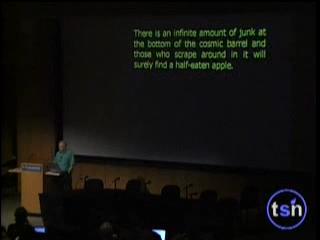 There is an infinite amount of junk at
the bottom of the cosmic barrel and
those who scrape around in it will
surely find a half-eaten apple.
tsn